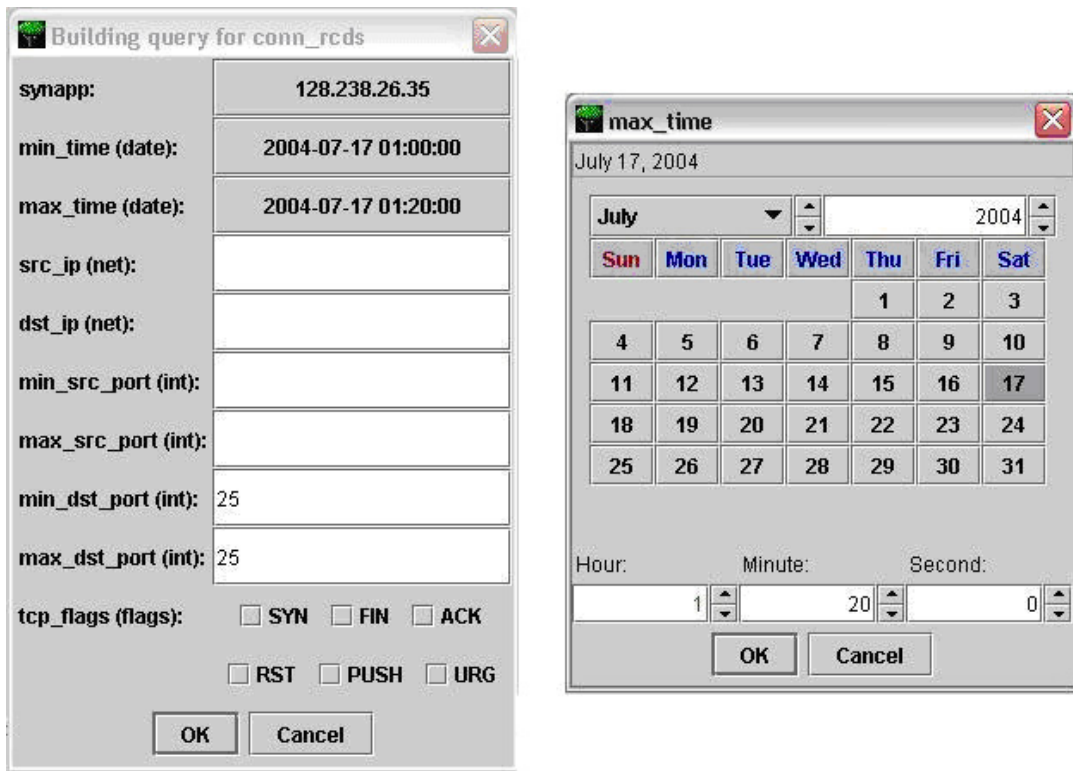 Building query for conn_rcds
synapp: 128.238.26.35
min_time (date): 2004-07-17 01:00:00
max_time (date): 2004-07-17 01:20:00
src_ip (net):
dst_ip (net):
min_src_port (int):
max_src_port (int):
min_dst_port (int): 25
max_dst_port (int): 25
tcp_flags (flags): SYN FIN ACK
RST PUSH URG
OK Cancel
max_time
July 17, 2004
July 2004
Sun Mon Tue Wed Thu Fri Sat
1 2 3
4 5 6 7 8 9 10
11 12 13 14 15 16 17
18 19 20 21 22 23 24
25 26 27 28 29 30 31
Hour: Minute: Second:
1 20 0
OK Cancel